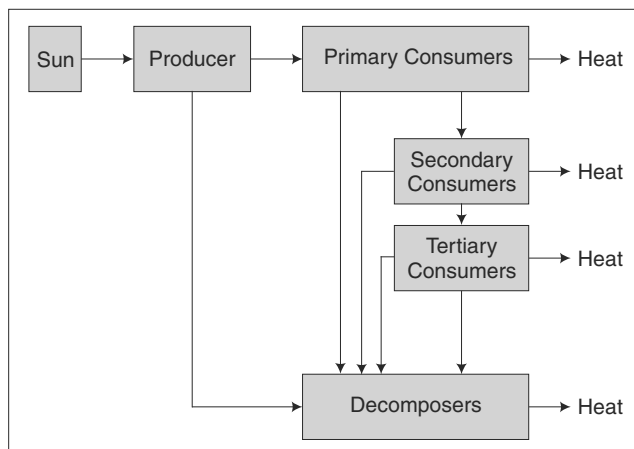 Sun
Producer
Primary Consumers
Heat
Secondary
Consumers
Heat
Tertiary
Consumers
Heat
Decomposers
Heat